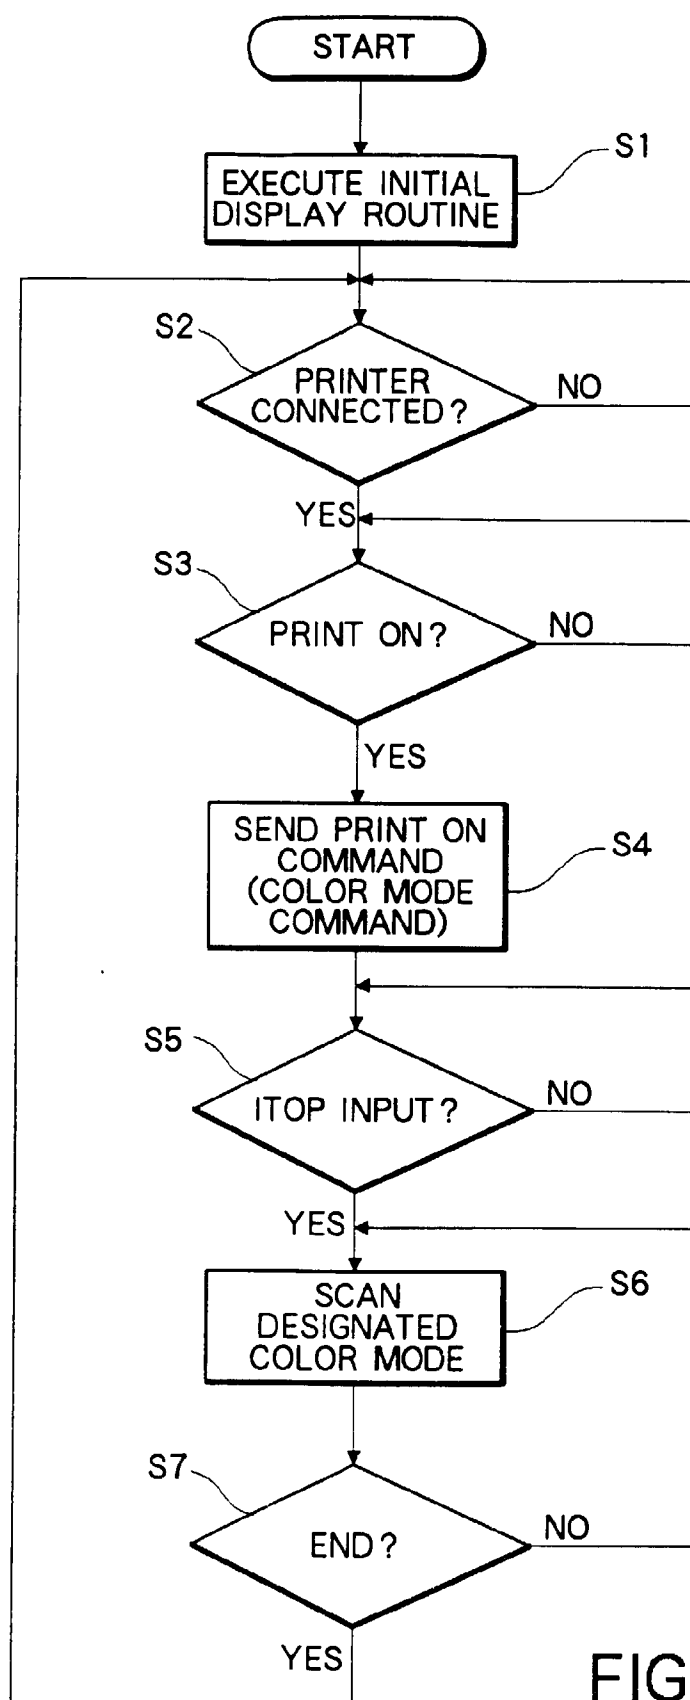 START
S1
EXECUTE INITIAL
DISPLAY ROUTINE
S2
PRINTER
CONNECTED?
NO
YES
S3
PRINT ON?
NO
YES
S4
SEND PRINT ON
COMMAND
(COLOR MODE
COMMAND)
S5
ITOP INPUT?
NO
YES
S6
SCAN
DESIGNATED
COLOR MODE
S7
END?
NO
YES
FIG